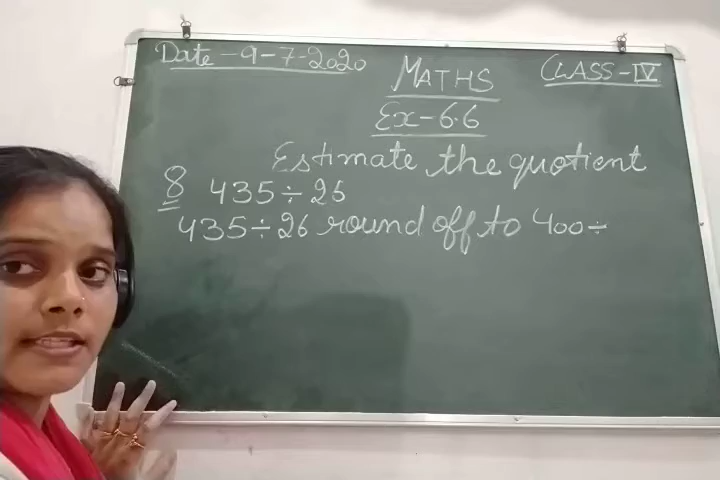 Date - 9-7-2020
MATHS
CLASS-IV
Ex-6.6
Estimate the quotient
8 435÷26
435÷26 round off to 400÷